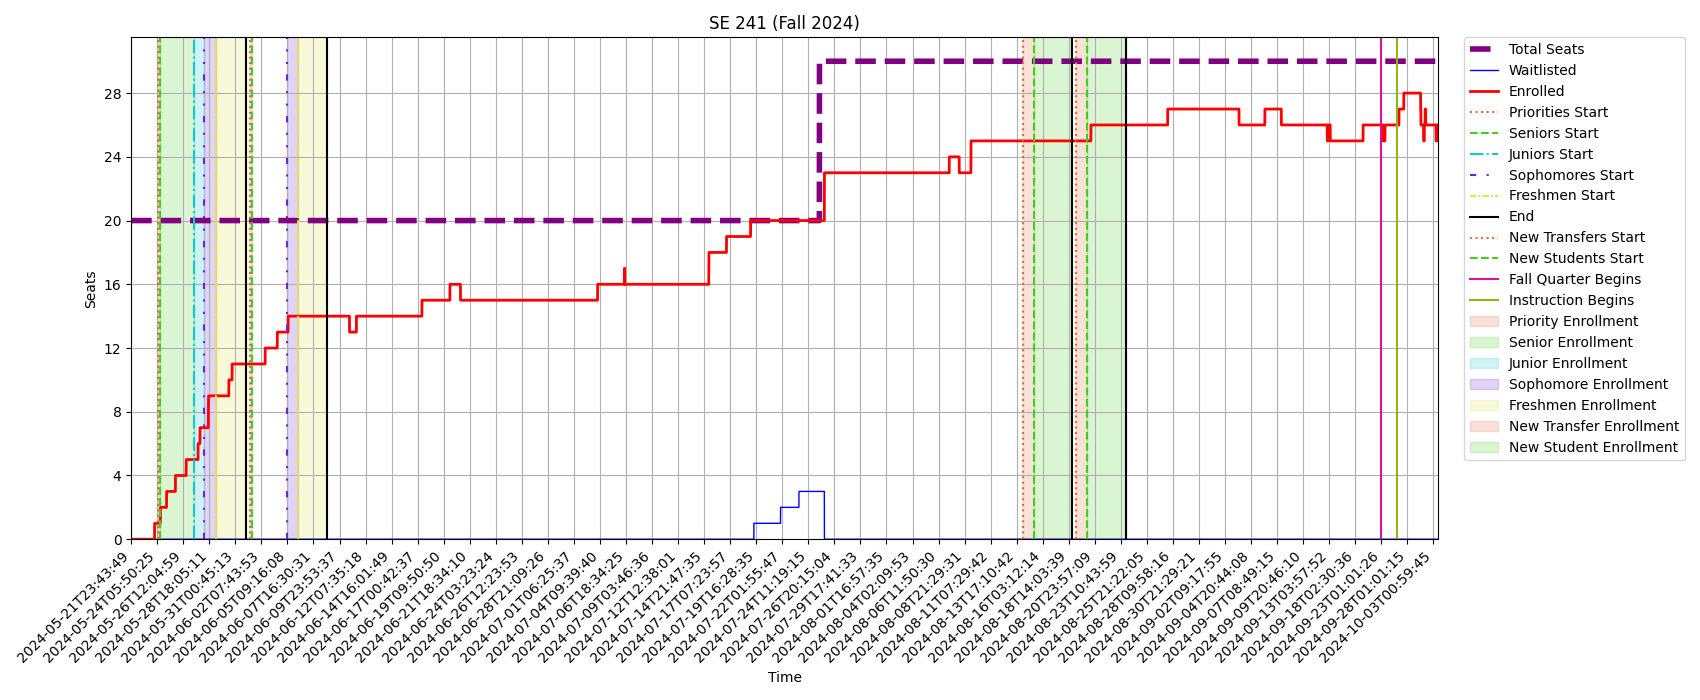 SE 241 (Fall 2024)
Seats
28
24
20
16
12
8
4
0
2024-05-21T23:43:49
2024-05-24T05:50:25
2024-05-26T12:04:59
2024-05-28T18:05:11
2024-05-31T00:45:13
2024-06-02T07:43:53
2024-06-05T09:16:08
2024-06-07T16:30:31
2024-06-09T23:53:37
2024-06-12T07:35:18
2024-06-14T16:01:49
2024-06-17T00:42:37
2024-06-19T09:50:50
2024-06-21T18:34:10
2024-06-24T03:23:24
2024-06-26T12:23:53
2024-06-28T21:09:26
2024-07-01T06:25:37
2024-07-04T09:39:40
2024-07-06T18:34:25
2024-07-09T03:46:36
2024-07-12T12:38:01
2024-07-14T21:47:35
2024-07-17T07:23:57
2024-07-19T16:28:35
2024-07-22T01:55:47
2024-07-24T11:19:15
2024-07-26T20:15:04
2024-07-29T17:41:33
2024-08-01T16:57:35
2024-08-04T02:09:53
2024-08-06T11:50:30
2024-08-08T21:29:31
2024-08-11T07:29:42
2024-08-13T17:10:42
2024-08-16T03:12:14
2024-08-18T14:03:39
2024-08-20T23:57:09
2024-08-23T10:43:59
2024-08-25T21:22:05
2024-08-28T09:58:16
2024-08-30T21:29:21
2024-09-02T09:17:55
2024-09-04T20:44:08
2024-09-07T08:49:15
2024-09-09T20:46:10
2024-09-13T03:57:52
2024-09-18T02:30:36
2024-09-23T01:01:26
2024-09-28T01:01:15
2024-10-03T00:59:45
Time
Total Seats
Waitlisted
Enrolled
Priorities Start
Seniors Start
Juniors Start
Sophomores Start
Freshmen Start
End
New Transfers Start
New Students Start
Fall Quarter Begins
Instruction Begins
Priority Enrollment
Senior Enrollment
Junior Enrollment
Sophomore Enrollment
Freshmen Enrollment
New Transfer Enrollment
New Student Enrollment